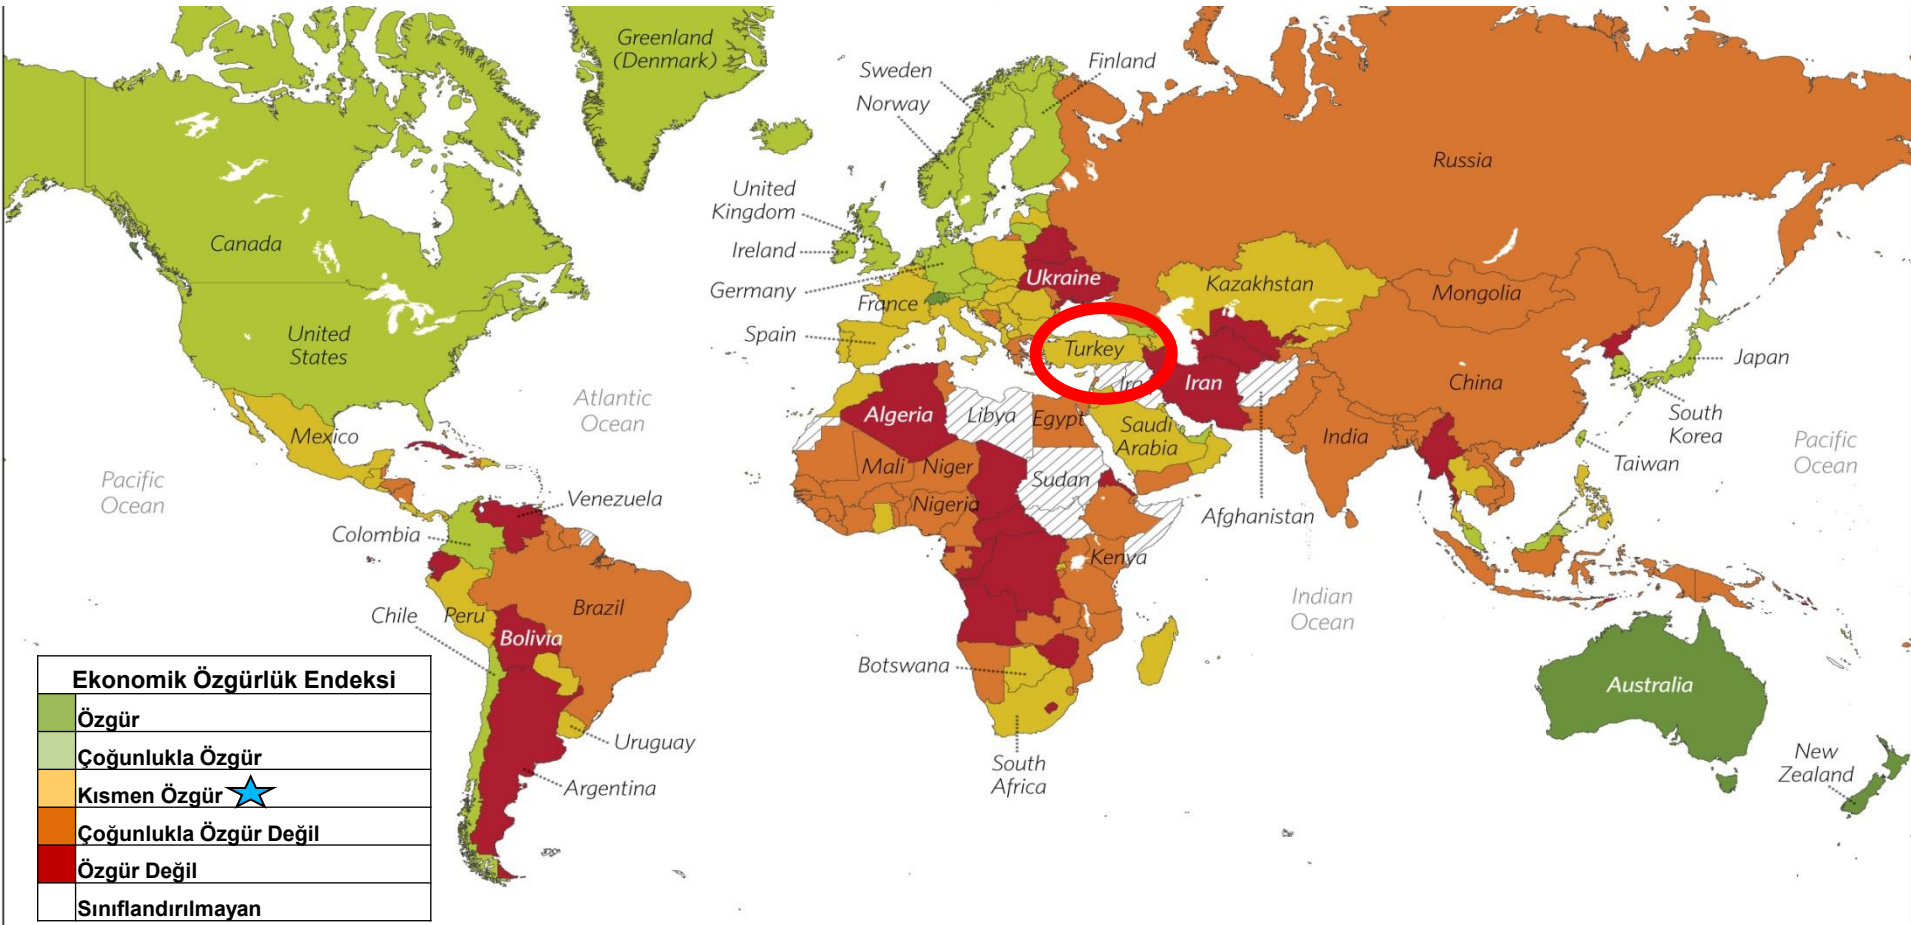 Greenland
(Denmark)
Sweden
Finland
Norway
Russia
United
Kingdom
Canada
Ireland
Ukraine
Kazakhstan
Germany
Mongolia
France
United
States
Spain
Turkey
Japan
Iran
China
Atlantic
Ocean
Algeria
Libya
Egypt
Saudi
Arabia
India
South
Korea
Mexico
Pacific
Ocean
Mali
Niger
Sudan
Taiwan
Pacific
Ocean
Venezuela
Nigeria
Afghanistan
Colombia
Kenya
Indian
Ocean
Chile
Peru
Brazil
Bolivia
Botswana
Australia
Uruguay
South
Africa
New
Zealand
Argentina
Ekonomik Özgürlük Endeksi
Özgür
Çoğunlukla Özgür
Kısmen Özgür
Çoğunlukla Özgür Değil
Özgür Değil
Sınıflandırılmayan